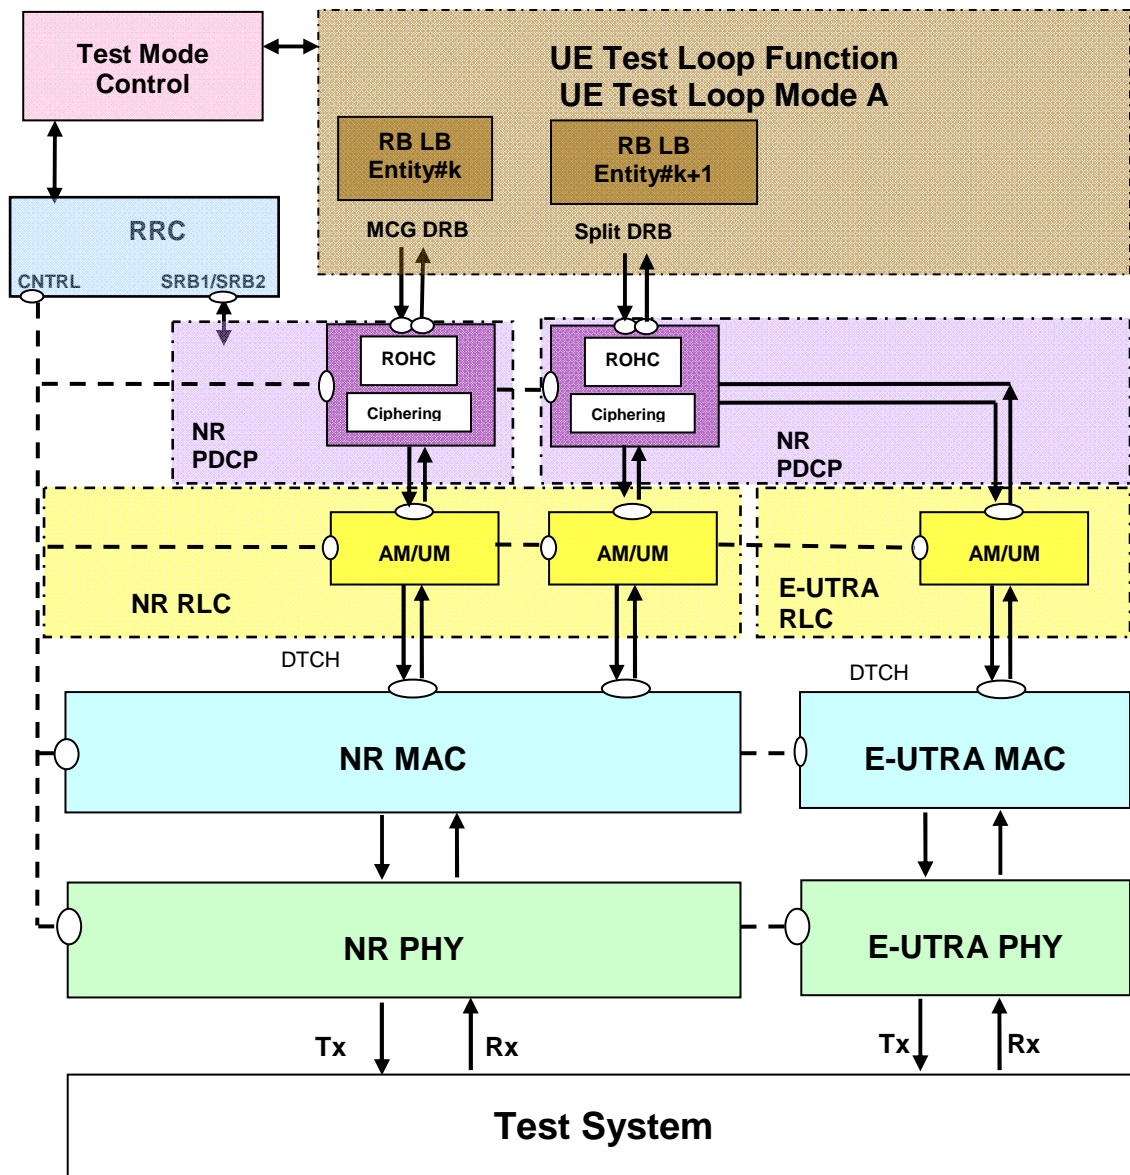 Test Mode
Control
UE Test Loop Function
UE Test Loop Mode A
RB LB
Entity#k
RB LB
Entity#k+1
MCG DRB
Split DRB
RRC
CNTRL
SRB1/SRB2
ROHC
Ciphering
ROHC
Ciphering
NR
PDCP
NR
PDCP
AM/UM
AM/UM
AM/UM
NR RLC
E-UTRA
RLC
DTCH
DTCH
NR MAC
E-UTRA MAC
NR PHY
E-UTRA PHY
Tx
Rx
Tx
Rx
Test System